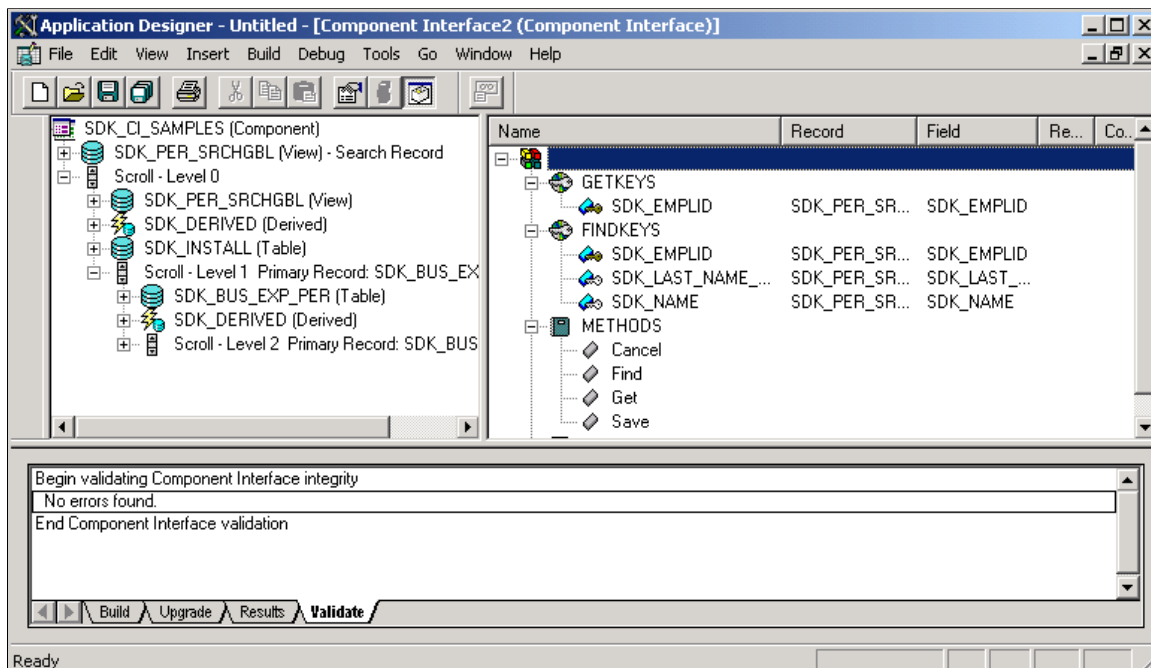 Application Designer - Untitled - [Component Interface2 (Component Interface)]
File Edit View Insert Build Debug Tools Go Window Help
SDK_CI_SAMPLES (Component)
SDK_PER_SRCHGBL (View) - Search Record
Scroll - Level 0
SDK_PER_SRCHGBL (View)
SDK_DERIVED (Derived)
SDK_INSTALL (Table)
Scroll - Level 1 Primary Record: SDK_BUS_EX
SDK_BUS_EXP_PER (Table)
SDK_DERIVED (Derived)
Scroll - Level 2 Primary Record: SDK_BUS
Name Record Field Re... Co...
GETKEYS
SDK_EMPLID SDK_PER_SR... SDK_EMPLID
FINDKEYS
SDK_EMPLID SDK_PER_SR... SDK_EMPLID
SDK_LAST_NAME_... SDK_PER_SR... SDK_LAST_...
SDK_NAME SDK_PER_SR... SDK_NAME
METHODS
Cancel
Find
Get
Save
Begin validating Component Interface integrity
No errors found.
End Component Interface validation
Build Upgrade Results Validate
Ready